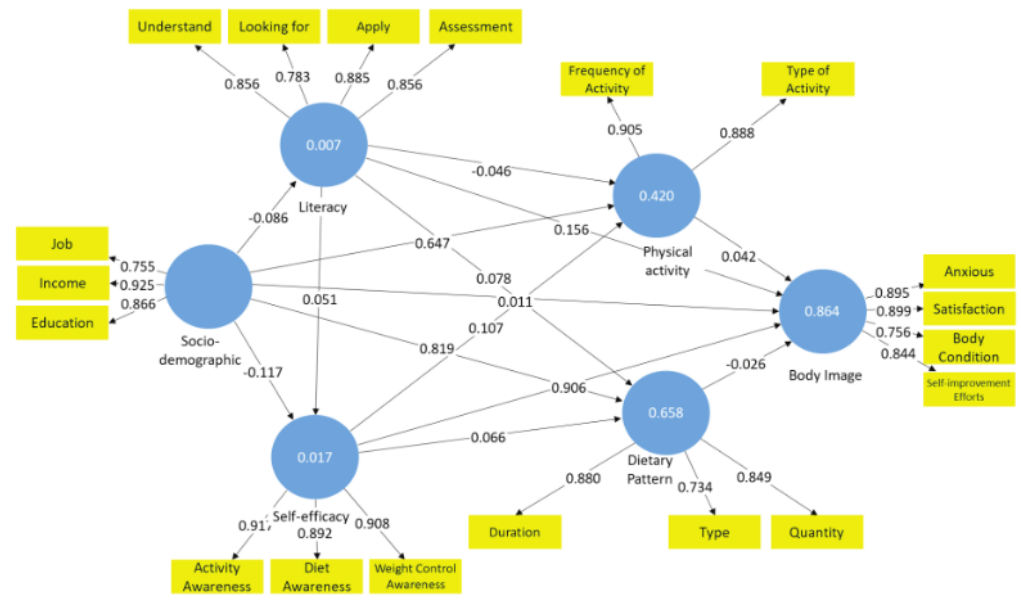 Understand
Looking for
Apply
Assessment
0.856
0.783
0.885
0.856
Frequency of
Activity
Type of
Activity
0.905
0.888
0.007
Literacy
-0.046
0.420
Physical
activity
-0.086
0.647
0.156
0.042
Job
Income
Education
0.755
0.925
0.866
Socio-
demographic
0.051
0.078
0.011
0.107
0.819
-0.117
0.864
Body Image
0.895
0.899
0.756
0.844
Anxious
Satisfaction
Body
Condition
Self-improvement
Efforts
-0.026
0.906
0.658
Dietary
Pattern
0.066
0.017
Self-efficacy
0.917
0.892
0.908
0.880
0.734
0.849
Duration
Type
Quantity
Activity
Awareness
Diet
Awareness
Weight Control
Awareness